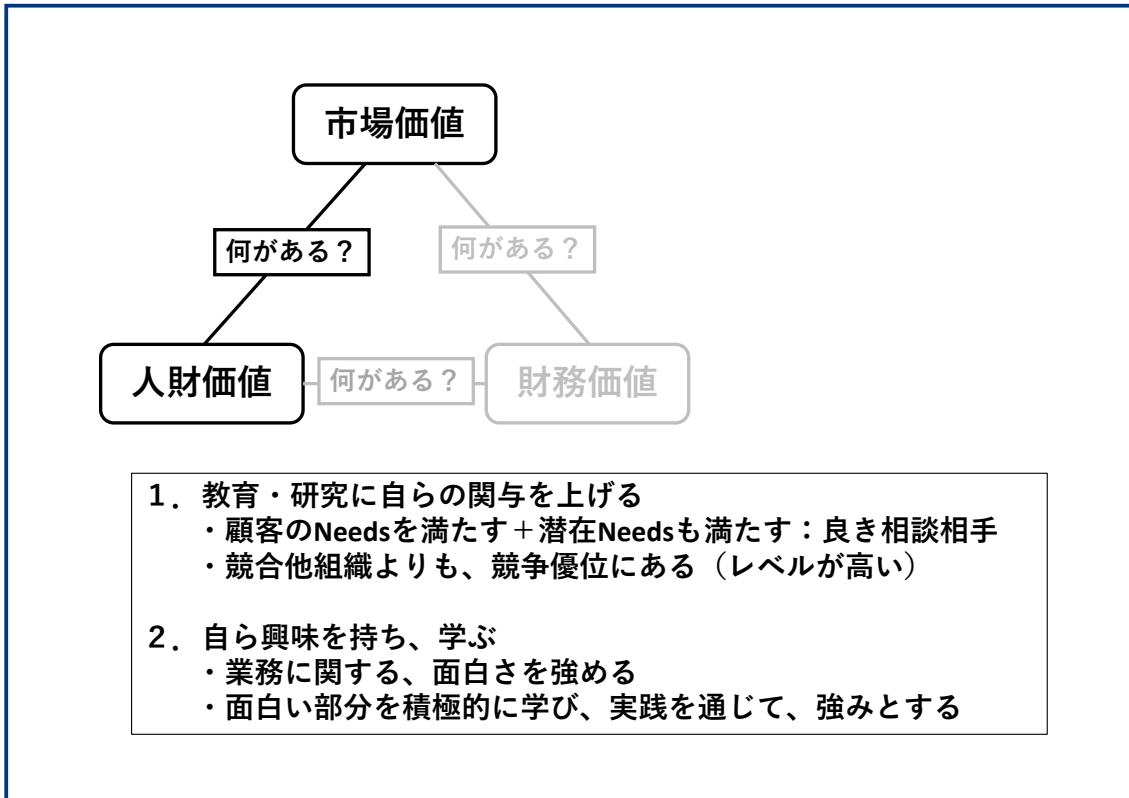 市場価値
何がある？
何がある？
人財価値
何がある？
財務価値
１．教育・研究に自らの関与を上げる
・顧客のNeedsを満たす＋潜在Needsも満たす：良き相談相手
・競合他組織よりも、競争優位にある（レベルが高い）
２．自ら興味を持ち、学ぶ
・業務に関する、面白さを強める
・面白い部分を積極的に学び、実践を通じて、強みとする